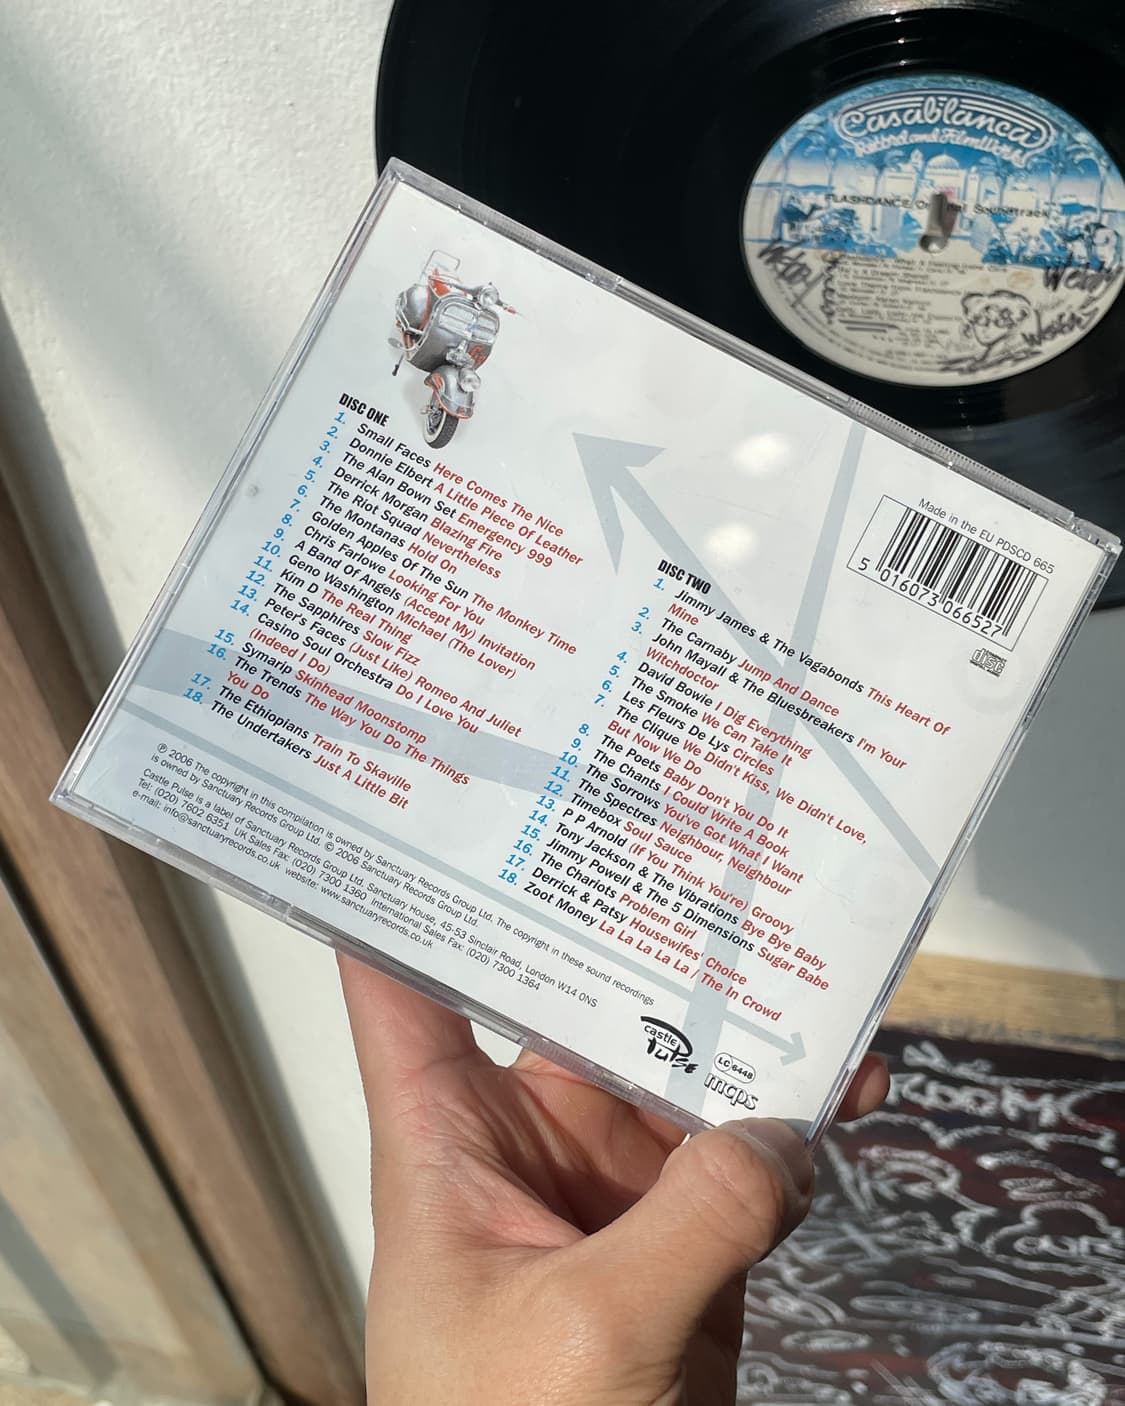 Casablanca
Record and FilmWorks
FLASHDANCE
Soundtrack
DISC ONE
1. Small Faces Here Comes The Nice
2. Donnie Elbert A Little Piece Of Leather
3. The Alan Bown Set Emergency 999
4. Derrick Morgan Blazing Fire
5. The Riot Squad Nevertheless
6. The Montanas Hold On
7. Golden Apples Of The Sun The Monkey Time
8. Chris Farlowe Looking For You
9. A Band Of Angels (Accept My) Invitation
10. Geno Washington Michael (The Lover)
11. Kim D The Real Thing
12. The Sapphires Slow Fizz
13. Peter's Faces (Just Like) Romeo And Juliet
14. Casino Soul Orchestra Do I Love You
(Indeed I Do)
15. Symarip Skinhead Moonstomp
16. The Trends The Way You Do The Things
You Do
17. The Ethiopians Train To Skaville
18. The Undertakers Just A Little Bit
DISC TWO
1. Jimmy James & The Vagabonds This Heart Of
Mine
2. The Carnaby Jump And Dance
3. John Mayall & The Bluesbreakers I'm Your
Witchdoctor
4. David Bowie I Dig Everything
5. The Smoke We Can Take It
6. Les Fleurs De Lys Circles
7. The Clique We Didn't Kiss, We Didn't Love,
But Now We Do
8. The Poets Baby Don't You Do It
9. The Chants I Could Write A Book
10. The Sorrows You've Got What I Want
11. The Spectres Neighbour, Neighbour
12. Timebox Soul Sauce
13. P P Arnold (If You Think You're) Groovy
14. Tony Jackson & The Vibrations Bye Bye Baby
15. Jimmy Powell & The 5 Dimensions Sugar Babe
16. The Chariots Problem Girl
17. Derrick & Patsy Housewifes' Choice
18. Zoot Money La La La La La / The In Crowd
Made in the EU PDSCD 665
5 016073 066527
disc
℗ 2006 The copyright in this compilation is owned by Sanctuary Records Group Ltd. The copyright in these sound recordings
is owned by Sanctuary Records Group Ltd. © 2006 Sanctuary Records Group Ltd.
Castle Pulse is a label of Sanctuary Records Group Ltd. Sanctuary House, 45-53 Sinclair Road, London W14 0NS
Tel: (020) 7602 6351 UK Sales Fax: (020) 7300 1360 International Sales Fax: (020) 7300 1364
e-mail: info@sanctuaryrecords.co.uk website: www.sanctuaryrecords.co.uk
castle
Pulse
LC 6448
mcps